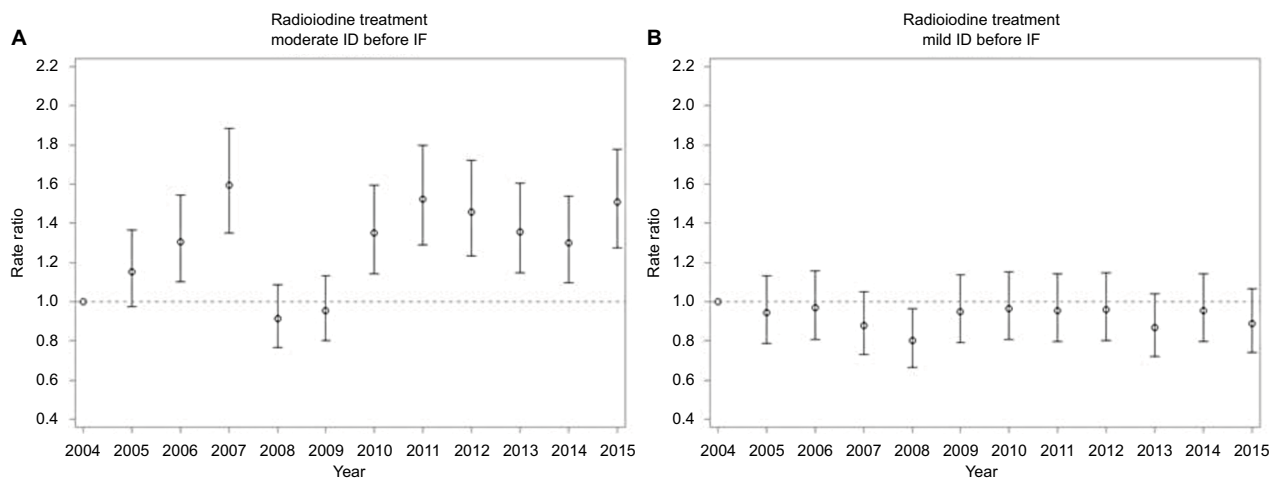 A
Radioiodine treatment
moderate ID before IF
Rate ratio
2.2
2.0
1.8
1.6
1.4
1.2
1.0
0.8
0.6
0.4
2004 2005 2006 2007 2008 2009 2010 2011 2012 2013 2014 2015
Year
B
Radioiodine treatment
mild ID before IF
Rate ratio
2.2
2.0
1.8
1.6
1.4
1.2
1.0
0.8
0.6
0.4
2004 2005 2006 2007 2008 2009 2010 2011 2012 2013 2014 2015
Year